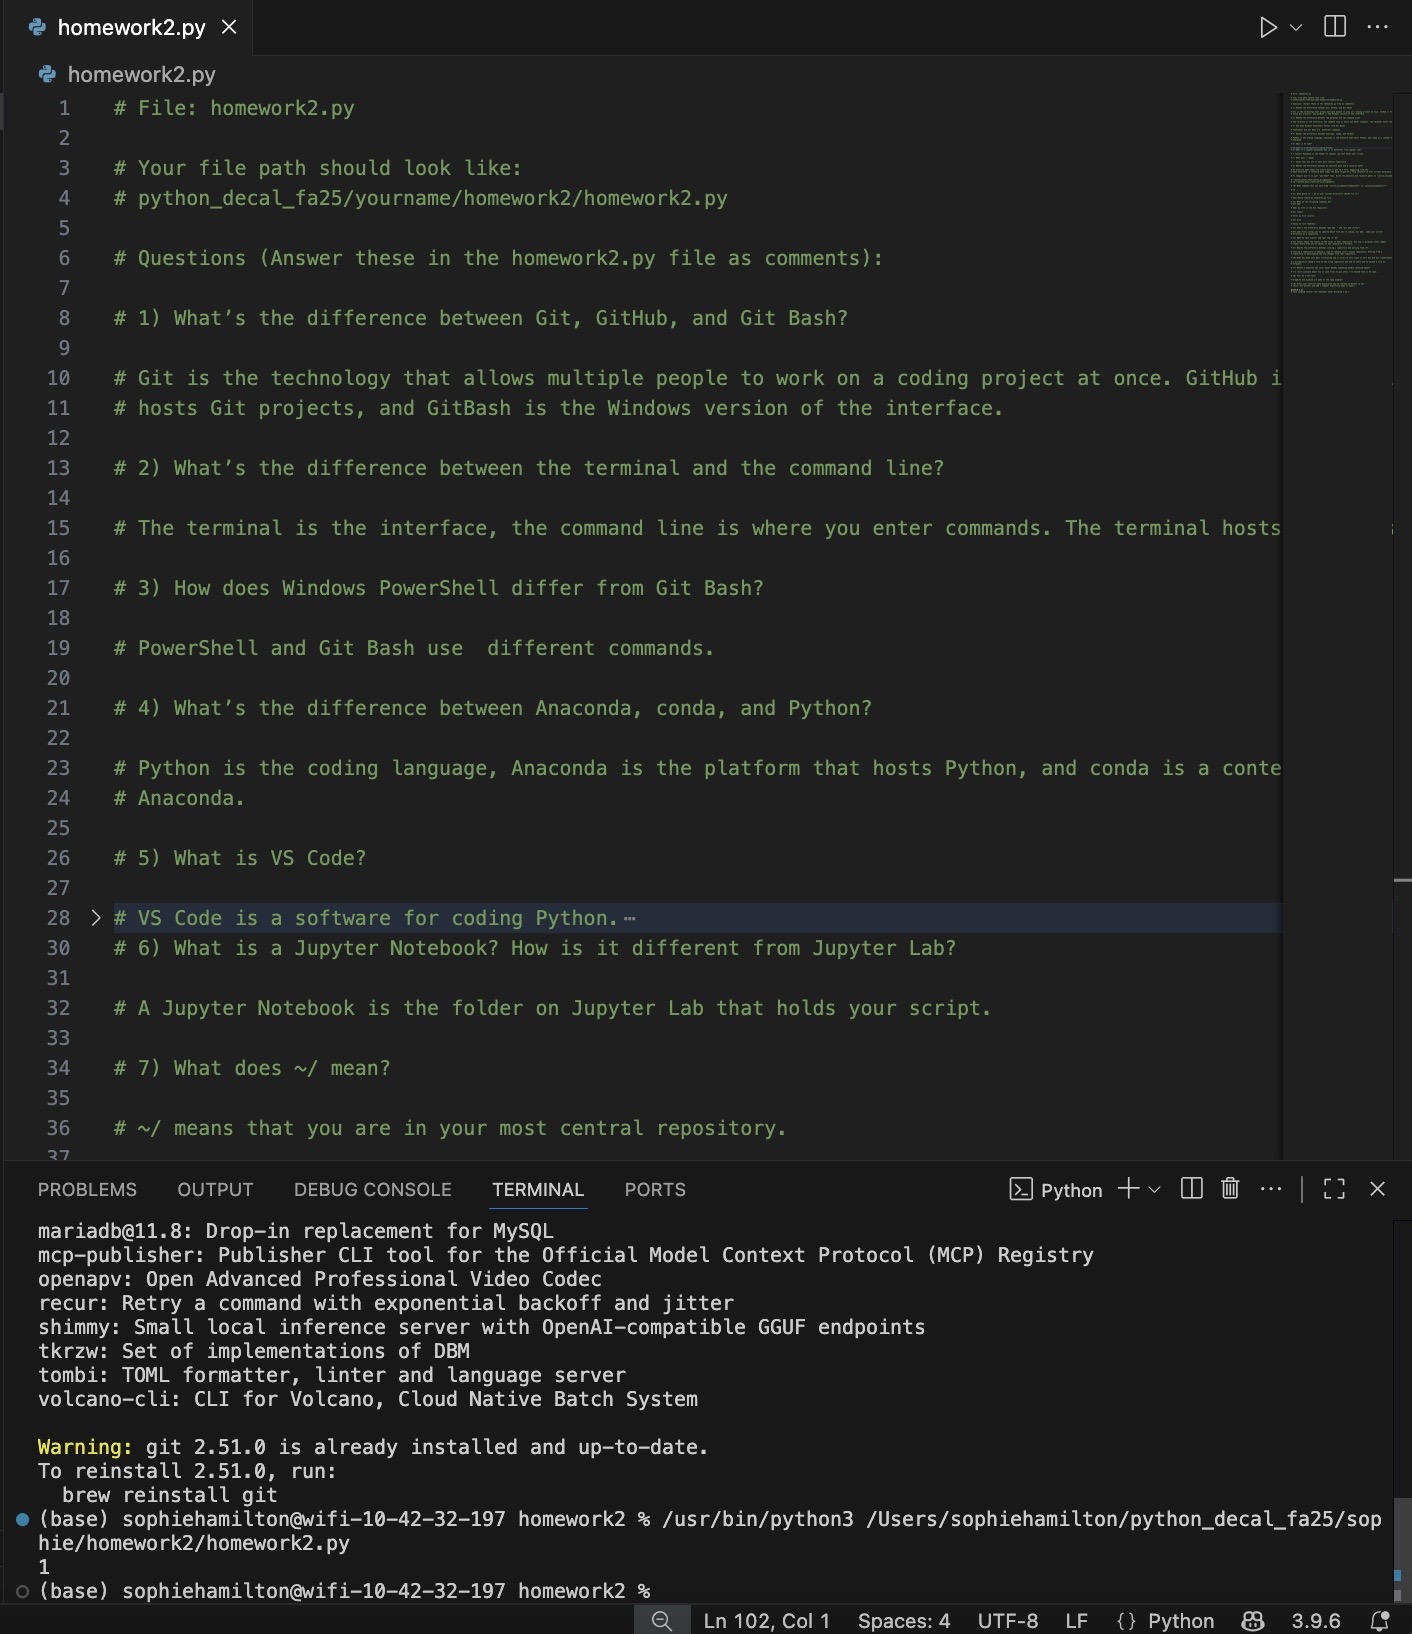 homework2.py
homework2.py
1 # File: homework2.py
2
3 # Your file path should look like:
4 # python_decal_fa25/yourname/homework2/homework2.py
5
6 # Questions (Answer these in the homework2.py file as comments):
7
8 # 1) What’s the difference between Git, GitHub, and Git Bash?
9
10 # Git is the technology that allows multiple people to work on a coding project at once. GitHub i
11 # hosts Git projects, and GitBash is the Windows version of the interface.
12
13 # 2) What’s the difference between the terminal and the command line?
14
15 # The terminal is the interface, the command line is where you enter commands. The terminal hosts
16
17 # 3) How does Windows PowerShell differ from Git Bash?
18
19 # PowerShell and Git Bash use  different commands.
20
21 # 4) What’s the difference between Anaconda, conda, and Python?
22
23 # Python is the coding language, Anaconda is the platform that hosts Python, and conda is a conte
24 # Anaconda.
25
26 # 5) What is VS Code?
27
28 # VS Code is a software for coding Python.
30 # 6) What is a Jupyter Notebook? How is it different from Jupyter Lab?
31
32 # A Jupyter Notebook is the folder on Jupyter Lab that holds your script.
33
34 # 7) What does ~/ mean?
35
36 # ~/ means that you are in your most central repository.
37
PROBLEMS OUTPUT DEBUG CONSOLE TERMINAL PORTS Python
mariadb@11.8: Drop-in replacement for MySQL
mcp-publisher: Publisher CLI tool for the Official Model Context Protocol (MCP) Registry
openapv: Open Advanced Professional Video Codec
recur: Retry a command with exponential backoff and jitter
shimmy: Small local inference server with OpenAI-compatible GGUF endpoints
tkrzw: Set of implementations of DBM
tombi: TOML formatter, linter and language server
volcano-cli: CLI for Volcano, Cloud Native Batch System
Warning: git 2.51.0 is already installed and up-to-date.
To reinstall 2.51.0, run:
  brew reinstall git
(base) sophiehamilton@wifi-10-42-32-197 homework2 % /usr/bin/python3 /Users/sophiehamilton/python_decal_fa25/sop
hie/homework2/homework2.py
1
(base) sophiehamilton@wifi-10-42-32-197 homework2 %
Ln 102, Col 1 Spaces: 4 UTF-8 LF {} Python 3.9.6